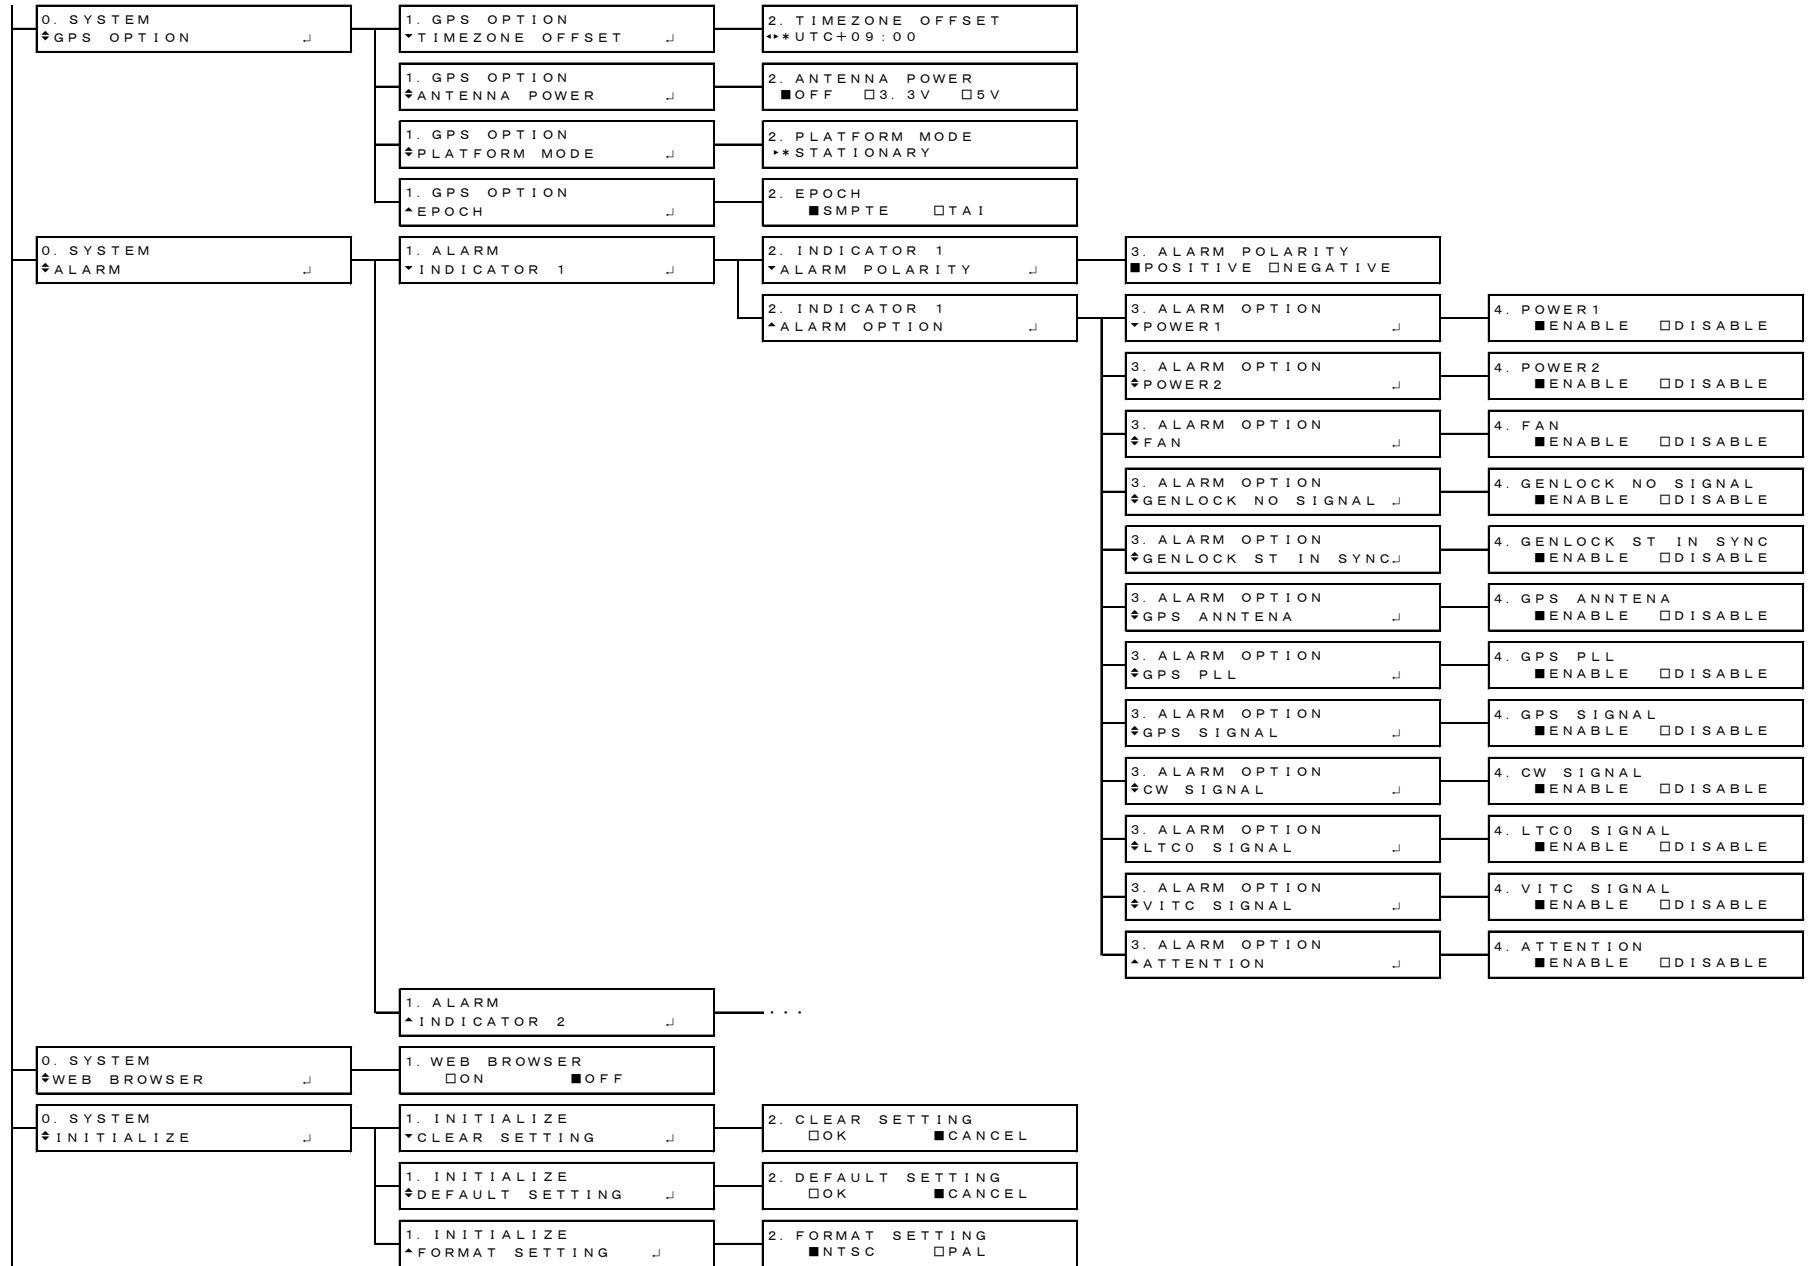 0. SYSTEM
GPS OPTION
1. GPS OPTION
TIMEZONE OFFSET
2. TIMEZONE OFFSET
*UTC+09:00
1. GPS OPTION
ANTENNA POWER
2. ANTENNA POWER
■OFF □3.3V □5V
1. GPS OPTION
PLATFORM MODE
2. PLATFORM MODE
*STATIONARY
1. GPS OPTION
EPOCH
2. EPOCH
■SMPTE □TAI
0. SYSTEM
ALARM
1. ALARM
INDICATOR 1
2. INDICATOR 1
ALARM POLARITY
3. ALARM POLARITY
■POSITIVE □NEGATIVE
2. INDICATOR 1
ALARM OPTION
3. ALARM OPTION
POWER1
4. POWER1
■ENABLE □DISABLE
3. ALARM OPTION
POWER2
4. POWER2
■ENABLE □DISABLE
3. ALARM OPTION
FAN
4. FAN
■ENABLE □DISABLE
3. ALARM OPTION
GENLOCK NO SIGNAL
4. GENLOCK NO SIGNAL
■ENABLE □DISABLE
3. ALARM OPTION
GENLOCK ST IN SYNC
4. GENLOCK ST IN SYNC
■ENABLE □DISABLE
3. ALARM OPTION
GPS ANNTENA
4. GPS ANNTENA
■ENABLE □DISABLE
3. ALARM OPTION
GPS PLL
4. GPS PLL
■ENABLE □DISABLE
3. ALARM OPTION
GPS SIGNAL
4. GPS SIGNAL
■ENABLE □DISABLE
3. ALARM OPTION
CW SIGNAL
4. CW SIGNAL
■ENABLE □DISABLE
3. ALARM OPTION
LTC0 SIGNAL
4. LTC0 SIGNAL
■ENABLE □DISABLE
3. ALARM OPTION
VITC SIGNAL
4. VITC SIGNAL
■ENABLE □DISABLE
3. ALARM OPTION
ATTENTION
4. ATTENTION
■ENABLE □DISABLE
1. ALARM
INDICATOR 2
...
0. SYSTEM
WEB BROWSER
1. WEB BROWSER
□ON ■OFF
0. SYSTEM
INITIALIZE
1. INITIALIZE
CLEAR SETTING
2. CLEAR SETTING
□OK ■CANCEL
1. INITIALIZE
DEFAULT SETTING
2. DEFAULT SETTING
□OK ■CANCEL
1. INITIALIZE
FORMAT SETTING
2. FORMAT SETTING
■NTSC □PAL